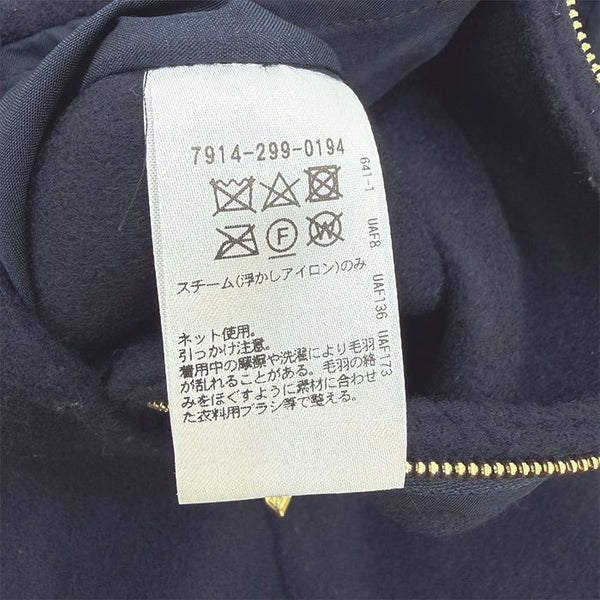 7914-299-0194
F
W
スチーム(浮かしアイロン)のみ
ネット使用。
引っかけ注意。
着用中の摩擦や洗濯により毛羽
が乱れることがある。毛羽の絡
みをほぐすように素材に合わせ
た衣料用ブラシ等で整える。
641-1 UAF8 UAF136 UAF173